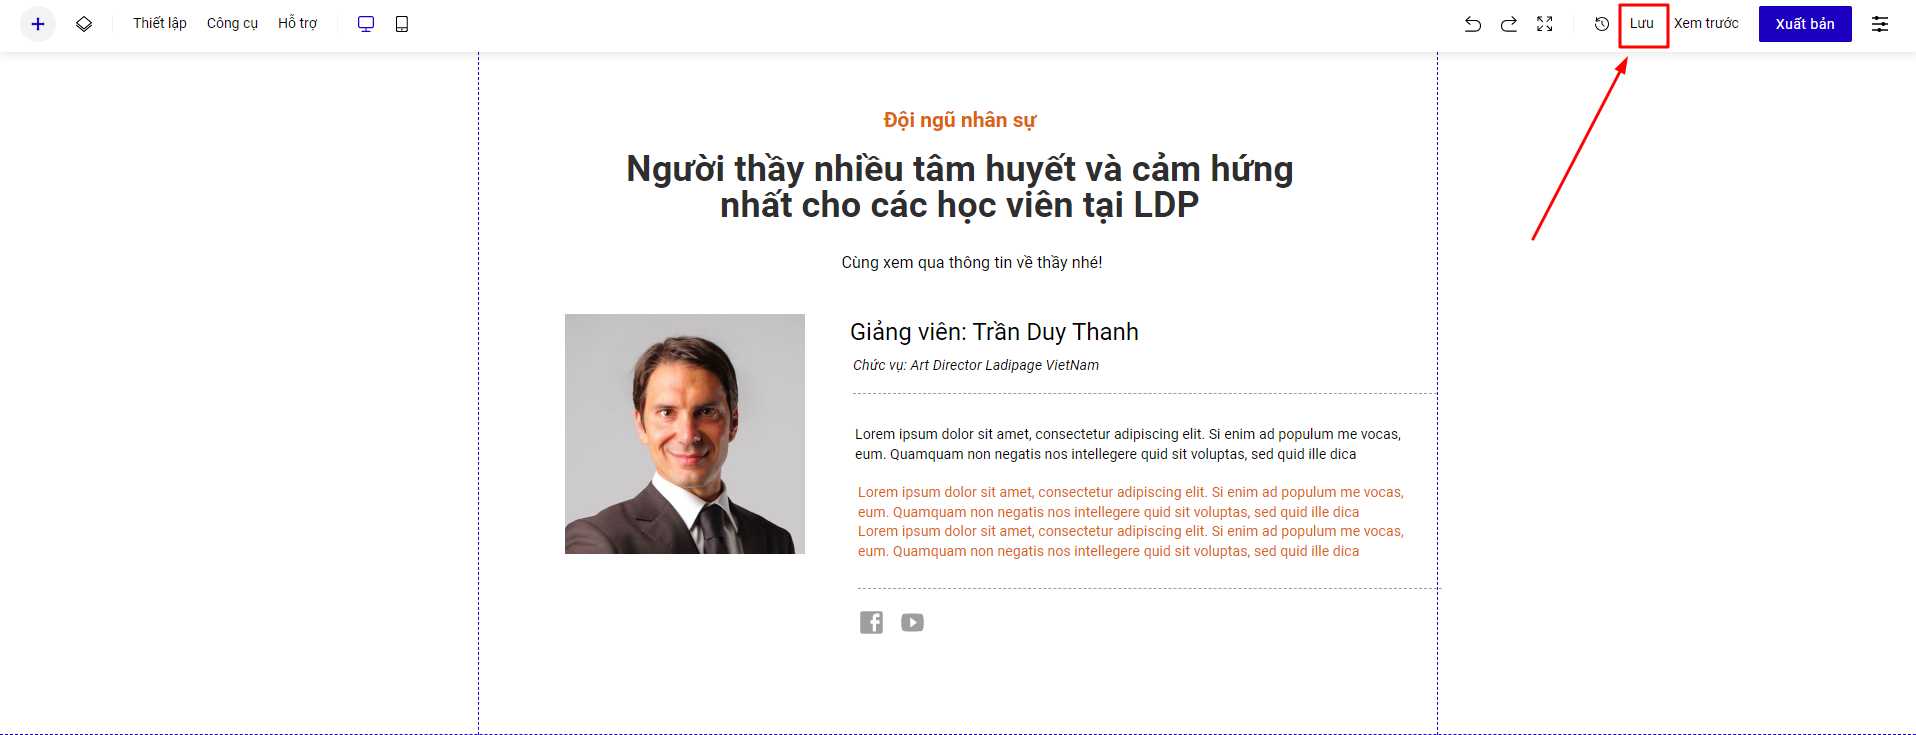 Thiết lập Công cụ Hỗ trợ Lưu Xem trước Xuất bản
Đội ngũ nhân sự
Người thầy nhiều tâm huyết và cảm hứng
nhất cho các học viên tại LDP
Cùng xem qua thông tin về thầy nhé!
Giảng viên: Trần Duy Thanh
Chức vụ: Art Director Ladipage VietNam
Lorem ipsum dolor sit amet, consectetur adipiscing elit. Si enim ad populum me vocas,
eum. Quamquam non negatis nos intellegere quid sit voluptas, sed quid ille dica
Lorem ipsum dolor sit amet, consectetur adipiscing elit. Si enim ad populum me vocas,
eum. Quamquam non negatis nos intellegere quid sit voluptas, sed quid ille dica
Lorem ipsum dolor sit amet, consectetur adipiscing elit. Si enim ad populum me vocas,
eum. Quamquam non negatis nos intellegere quid sit voluptas, sed quid ille dica